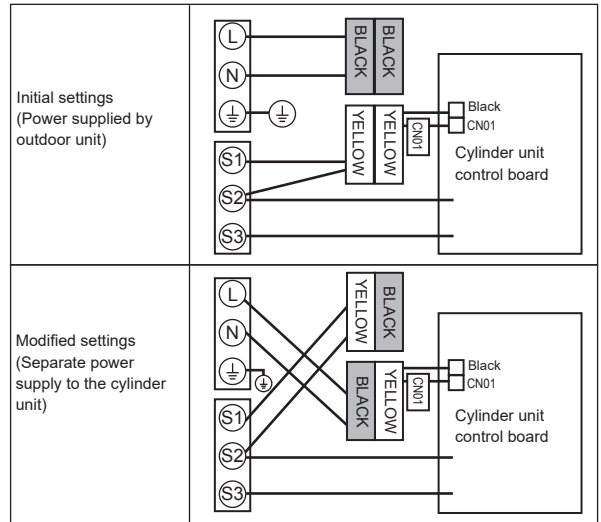 Initial settings
(Power supplied by
outdoor unit)
L
N
S1
S2
S3
BLACK
BLACK
YELLOW
YELLOW
CN01
Black
CN01
Cylinder unit
control board
Modified settings
(Separate power
supply to the cylinder
unit)
L
N
S1
S2
S3
YELLOW
BLACK
BLACK
YELLOW
CN01
Black
CN01
Cylinder unit
control board